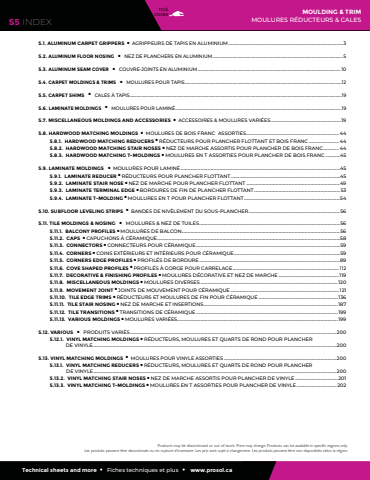 S5 INDEX
MOULDING & TRIM
MOULURES RÉDUCTEURS & CALES
5.1. ALUMINUM CARPET GRIPPERS • AGRIPPEURS DE TAPIS EN ALUMINIUM 3
5.2. ALUMINUM FLOOR NOSING • NEZ DE PLANCHERS EN ALUMINIUM 5
5.3. ALUMINUM SEAM COVER • COUVRE-JOINTS EN ALUMINIUM 10
5.4. CARPET MOLDINGS & TRIMS • MOULURES POUR TAPIS 12
5.5. CARPET SHIMS • CALES À TAPIS 19
5.6. LAMINATE MOLDINGS • MOULURES POUR LAMINÉ 19
5.7. MISCELLANEOUS MOLDINGS AND ACCESSORIES • ACCESSOIRES & MOULURES VARIÉES 19
5.8. HARDWOOD MATCHING MOLDINGS • MOULURES DE BOIS FRANC ASSORTIES 44
5.8.1. HARDWOOD MATCHING REDUCERS • RÉDUCTEURS POUR PLANCHER FLOTTANT ET BOIS FRANC 44
5.8.2. HARDWOOD MATCHING STAIR NOSES • NEZ DE MARCHE ASSORTIS POUR PLANCHER DE BOIS FRANC 44
5.8.3. HARDWOOD MATCHING T-MOLDINGS • MOULURES EN T ASSORTIES POUR PLANCHER DE BOIS FRANC 45
5.9. LAMINATE MOLDINGS • MOULURES POUR LAMINÉ 45
5.9.1. LAMINATE REDUCER • RÉDUCTEURS POUR PLANCHER FLOTTANT 45
5.9.2. LAMINATE STAIR NOSE • NEZ DE MARCHE POUR PLANCHER FLOTTANT 49
5.9.3. LAMINATE TERMINAL EDGE • BORDURES DE FIN DE PLANCHER FLOTTANT 53
5.9.4. LAMINATE T-MOLDING • MOULURES EN T POUR PLANCHER FLOTTANT 54
5.10. SUBFLOOR LEVELING STRIPS • BANDES DE NIVÈLEMENT DU SOUS-PLANCHER 56
5.11. TILE MOLDINGS & NOSING • MOULURES & NEZ DE TUILES 56
5.11.1. BALCONY PROFILES • MOULURES DE BALCON 56
5.11.2. CAPS • CAPUCHONS À CÉRAMIQUE 58
5.11.3. CONNECTORS • CONNECTEURS POUR CÉRAMIQUE 59
5.11.4. CORNERS • COINS EXTÉRIEURS ET INTÉRIEURS POUR CÉRAMIQUE 59
5.11.5. CORNERS EDGE PROFILES • PROFILÉS DE BORDURE 89
5.11.6. COVE SHAPED PROFILES • PROFILÉS À GORGE POUR CARRELAGE 112
5.11.7. DECORATIVE & FINISHING PROFILES • MOULURES DÉCORATIVES ET NEZ DE MARCHE 119
5.11.8. MISCELLANEOUS MOLDINGS • MOULURES DIVERSES 120
5.11.9. MOVEMENT JOINT • JOINTS DE MOUVEMENT POUR CÉRAMIQUE 121
5.11.10. TILE EDGE TRIMS • RÉDUCTEURS ET MOULURES DE FIN POUR CÉRAMIQUE 136
5.11.11. TILE STAIR NOSING • NEZ DE MARCHE ET INSERTIONS 187
5.11.12. TILE TRANSITIONS • TRANSITIONS DE CÉRAMIQUE 199
5.11.13. VARIOUS MOLDINGS • MOULURES VARIÉES 199
5.12. VARIOUS • PRODUITS VARIÉS 200
5.12.1. VINYL MATCHING MOLDINGS • RÉDUCTEURS, MOULURES ET QUARTS DE ROND POUR PLANCHER
DE VINYLE 200
5.13. VINYL MATCHING MOLDINGS • MOULURES POUR VINYLE ASSORTIES 200
5.13.1. VINYL MATCHING REDUCERS • RÉDUCTEURS, MOULURES ET QUARTS DE ROND POUR PLANCHER
DE VINYLE 200
5.13.2. VINYL MATCHING STAIR NOSES • NEZ DE MARCHE ASSORTIS POUR PLANCHER DE VINYLE 201
5.13.3. VINYL MATCHING T-MOLDINGS • MOULURES EN T ASSORTIES POUR PLANCHER DE VINYLE 202
Products may be discontinued or out of stock. Price may change. Products can be available in specific regions only.
Les produits peuvent être discontinués ou en rupture d'inventaire. Les prix sont sujet à changement. Les produits peuvent être non disponibles selon la région.
Technical sheets and more • Fiches techniques et plus • www.prosol.ca